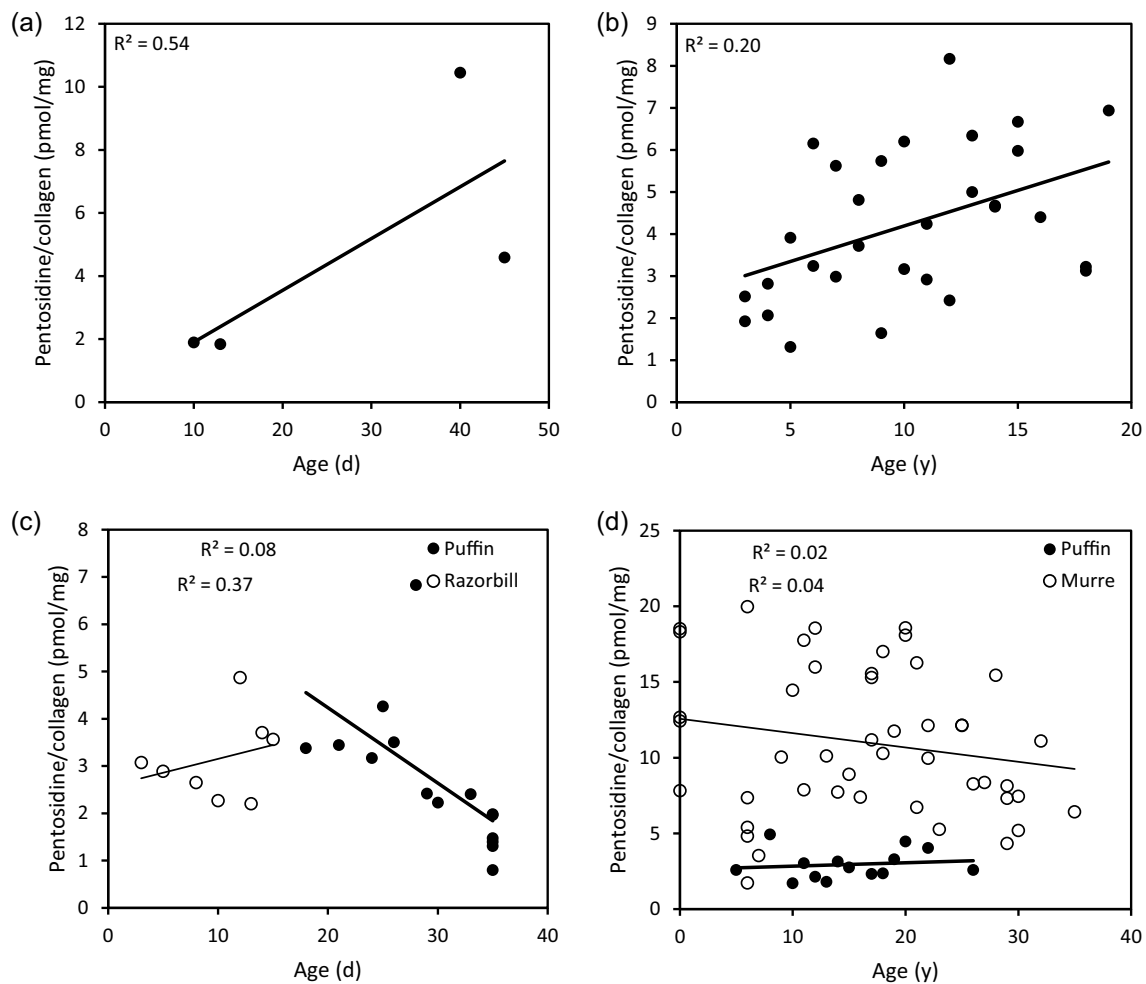 (a)
R² = 0.54
Pentosidine/collagen (pmol/mg)
12
10
8
6
4
2
0
0 10 20 30 40 50
Age (d)
(b)
R² = 0.20
Pentosidine/collagen (pmol/mg)
9
8
7
6
5
4
3
2
1
0
0 5 10 15 20
Age (y)
(c)
R² = 0.08
R² = 0.37
Puffin
Razorbill
Pentosidine/collagen (pmol/mg)
8
7
6
5
4
3
2
1
0
0 10 20 30 40
Age (d)
(d)
R² = 0.02
R² = 0.04
Puffin
Murre
Pentosidine/collagen (pmol/mg)
25
20
15
10
5
0
0 10 20 30 40
Age (y)